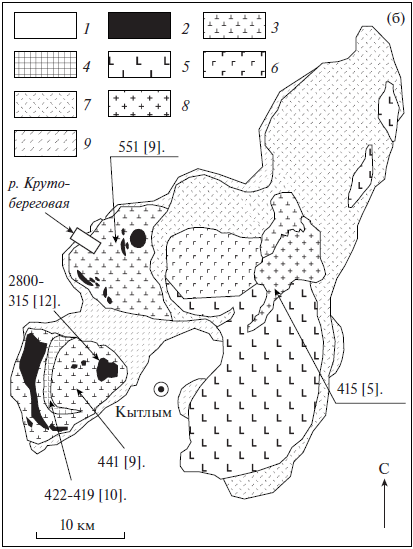 (б)
1
2
3
4
5
6
7
8
9
551 [9].
р. Круто-
береговая
2800-
315 [12].
415 [5].
Кытлым
441 [9].
422-419 [10].
С
10 км